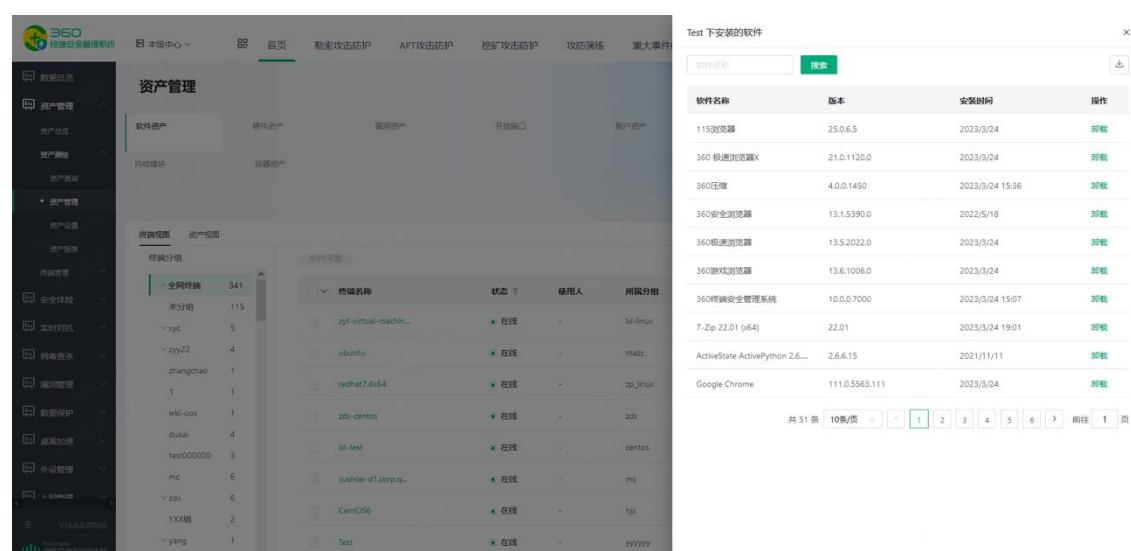 360
终端安全管理系统
本级中心
首页 勒索攻击防护 APT攻击防护 挖矿攻击防护 攻防演练 重大事件
数据总览
资产管理
资产总览
资产测绘
资产查询
资产管理
资产设置
资产报表
终端管理
安全体检
实时对抗
病毒查杀
漏洞管理
数据保护
桌面加速
外设管理
V10.0.0.07000
资产管理
软件资产 硬件资产 漏洞资产 开放端口 账户资产
内核模块 容器资产
终端视图 资产视图
终端分组
全网终端 341
未分组 115
xyc 5
zyy22 4
zhangchao 1
1 1
wkl-uos 1
dukai 4
test000000 3
mc 6
zdx 6
YXX组 2
yang 1
终端名称 状态 使用人 所属分组
zyt-virtual-machin... 在线 - lxl-linux
ubuntu 在线 - mazz
redhat7.6x64 在线 - zp_linux
zdx-centos 在线 - zdx
lxl-test 在线 - centos
xushilei-d1.corp.q... 在线 - mc
CentOS6 在线 - hjx
Test 在线 - yyyyyy
Test 下安装的软件 ×
软件名称 搜索
软件名称 版本 安装时间 操作
115浏览器 25.0.6.5 2023/3/24 卸载
360 极速浏览器X 21.0.1120.0 2023/3/24 卸载
360压缩 4.0.0.1450 2023/3/24 15:36 卸载
360安全浏览器 13.1.5390.0 2022/5/18 卸载
360极速浏览器 13.5.2022.0 2023/3/24 卸载
360游戏浏览器 13.6.1006.0 2023/3/24 卸载
360终端安全管理系统 10.0.0.7000 2023/3/24 15:07 卸载
7-Zip 22.01 (x64) 22.01 2023/3/24 19:01 卸载
ActiveState ActivePython 2.6.... 2.6.6.15 2021/11/11 卸载
Google Chrome 111.0.5563.111 2023/3/24 卸载
共 51 条 10条/页 < 1 2 3 4 5 6 > 前往 1 页